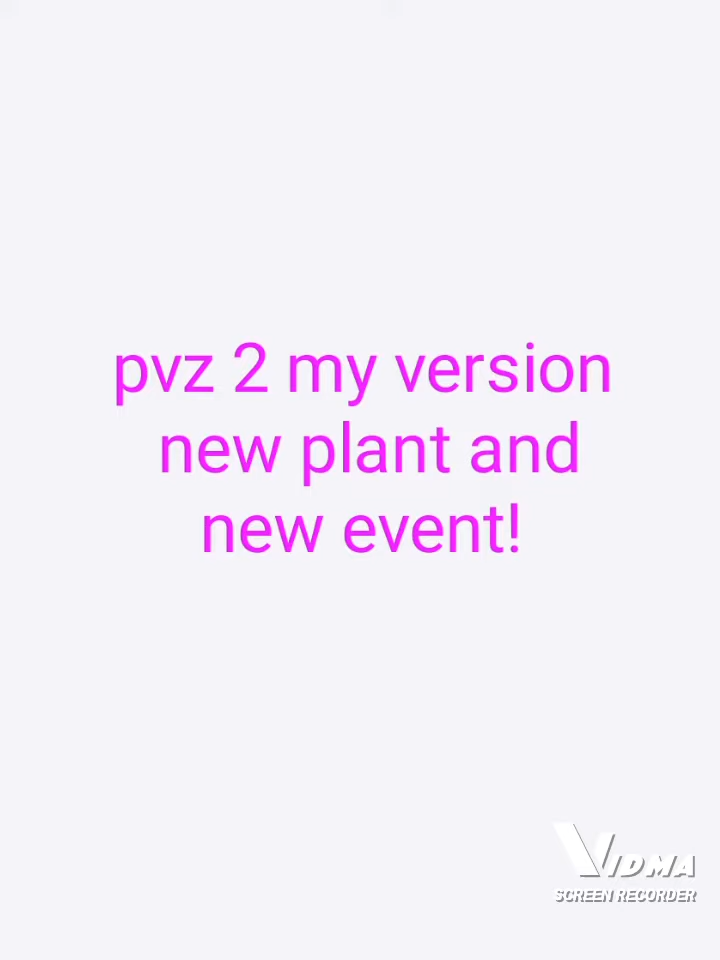 pvz 2 my version
new plant and
new event!
VIDMA
SCREEN RECORDER